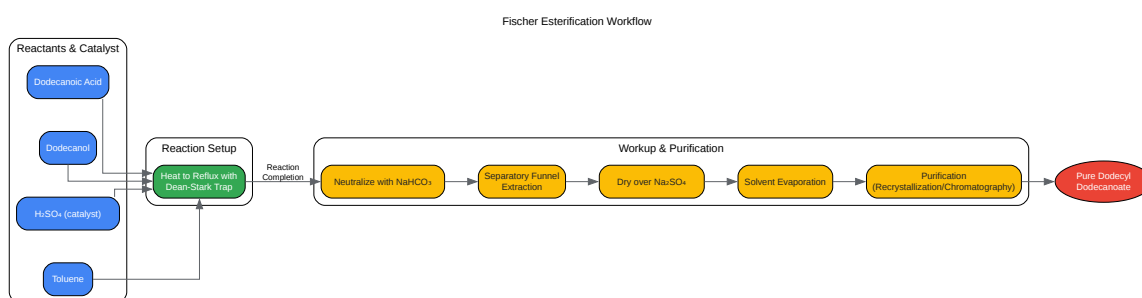 Fischer Esterification Workflow
Reactants & Catalyst
Dodecanoic Acid
Dodecanol
H₂SO₄ (catalyst)
Toluene
Reaction Setup
Heat to Reflux with
Dean-Stark Trap
Reaction
Completion
Workup & Purification
Neutralize with NaHCO₃
Separatory Funnel
Extraction
Dry over Na₂SO₄
Solvent Evaporation
Purification
(Recrystallization/Chromatography)
Pure Dodecyl
Dodecanoate